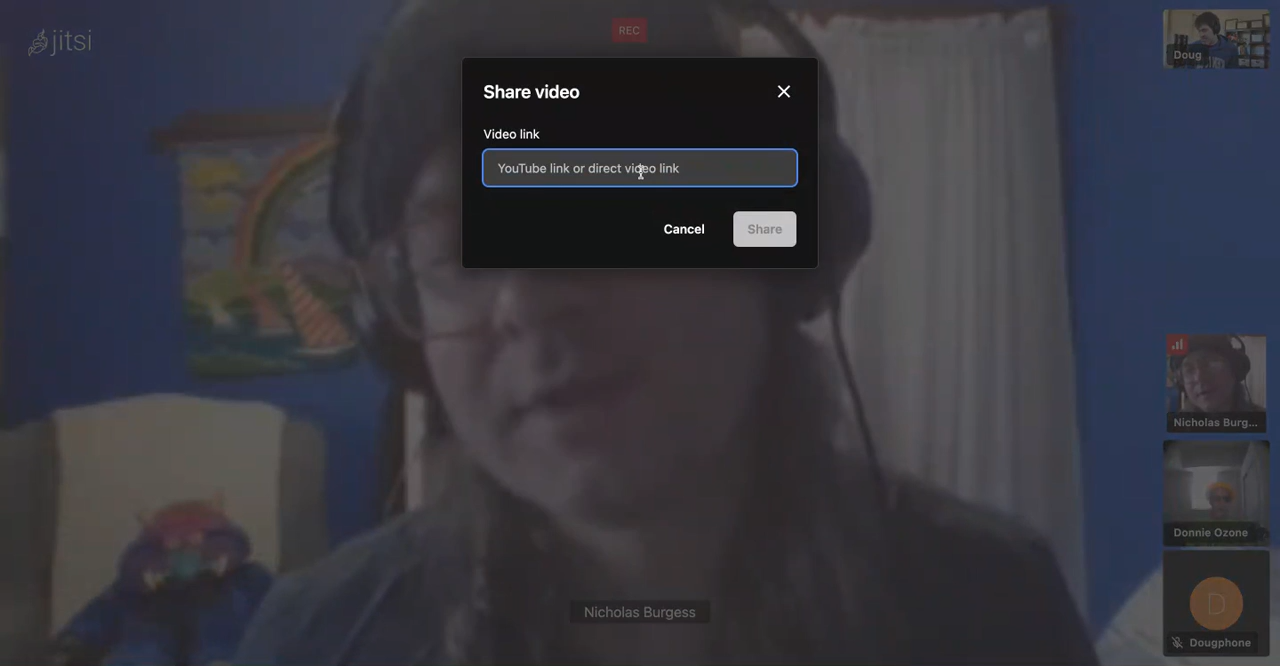 jitsi
REC
Doug
Share video
Video link
YouTube link or direct video link
Cancel
Share
Nicholas Burg...
Donnie Ozone
D
Dougphone
Nicholas Burgess